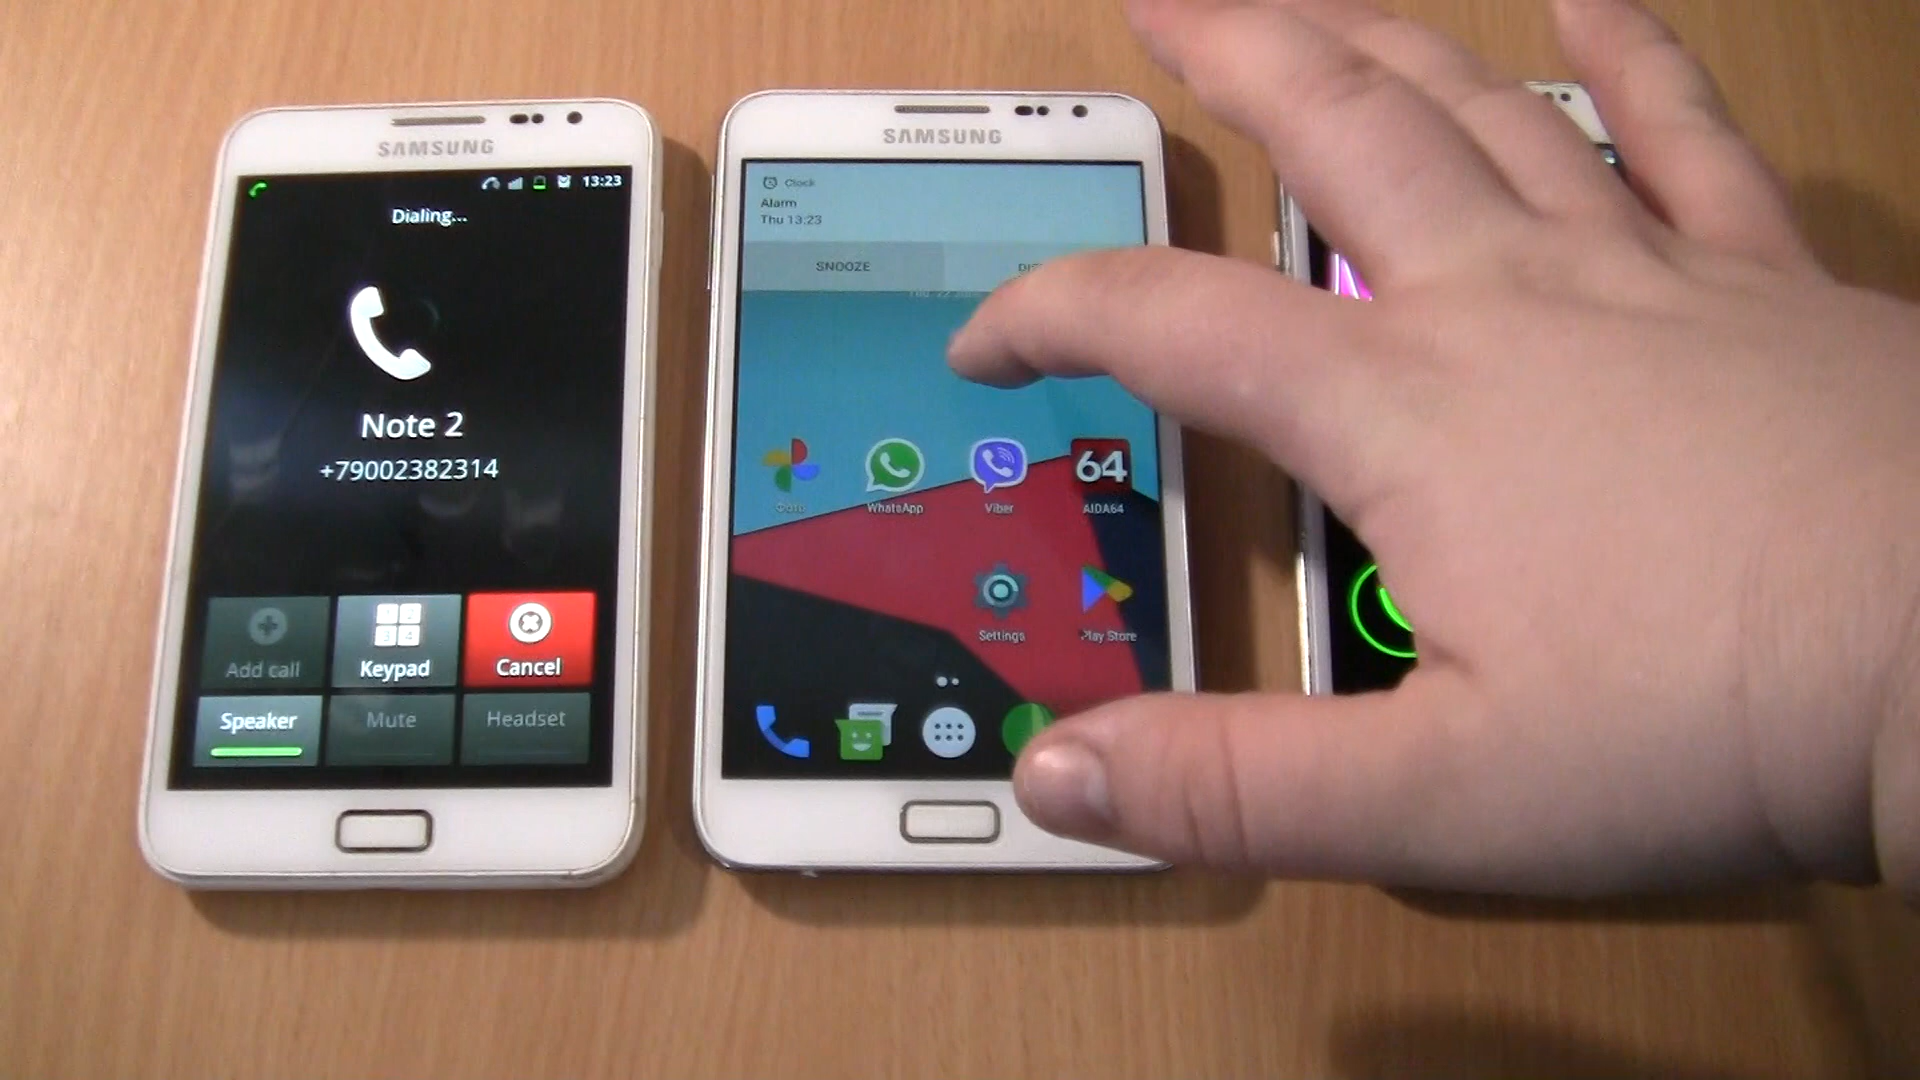 SAMSUNG
13:23
Dialing...
Note 2
+79002382314
Add call
Keypad
Cancel
Speaker
Mute
Headset
SAMSUNG
Clock
Alarm
Thu 13:23
SNOOZE
WhatsApp
Viber
64
AIDA64
Settings
Play Store